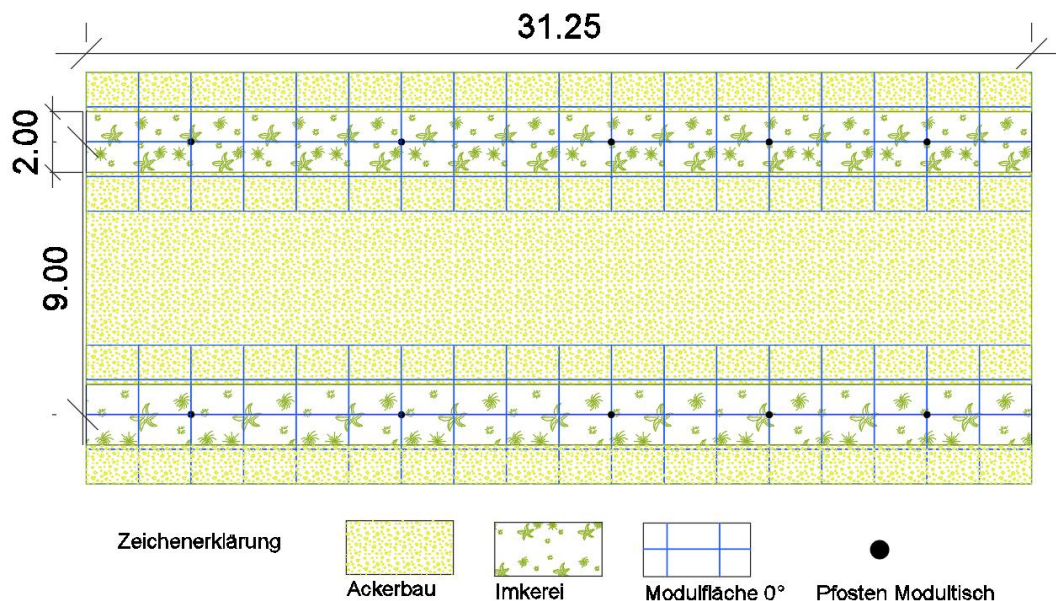 31.25
2.00
9.00
Zeichenerklärung
Ackerbau
Imkerei
Modulfläche 0°
Pfosten Modultisch